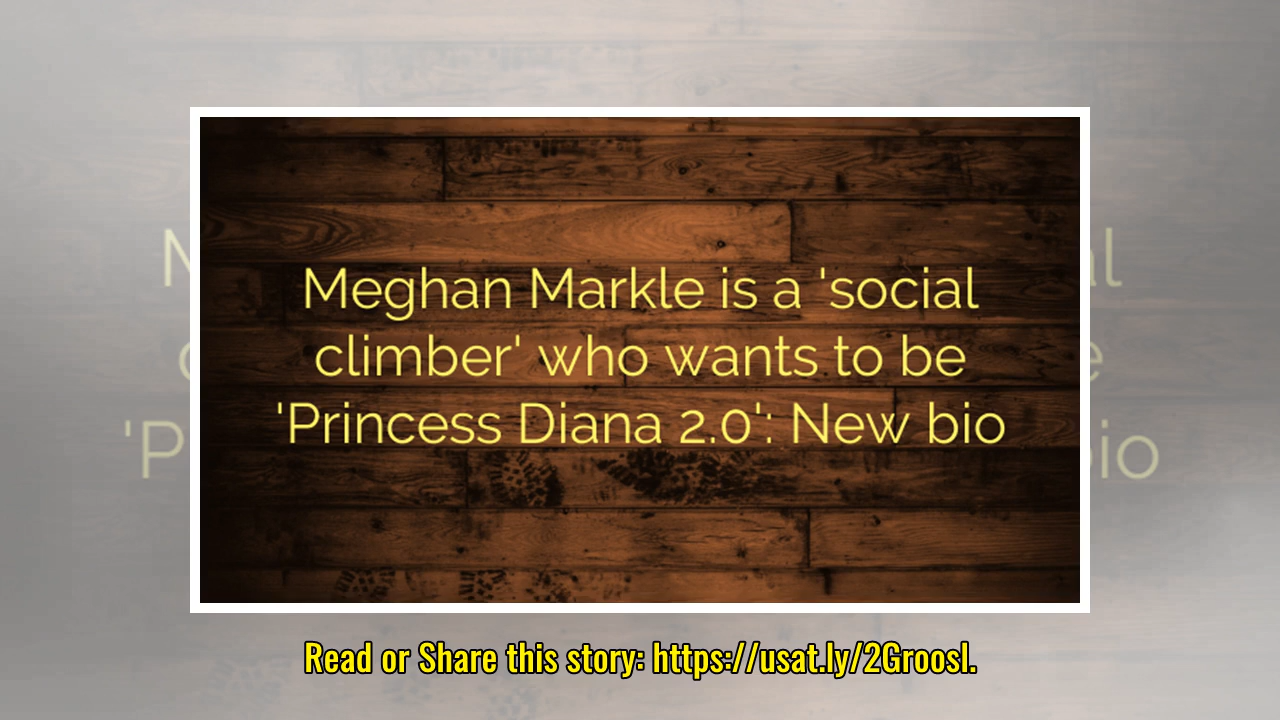 Meghan Markle is a 'social
climber' who wants to be
'Princess Diana 2.0': New bio
Read or Share this story: https://usat.ly/2Groosl.